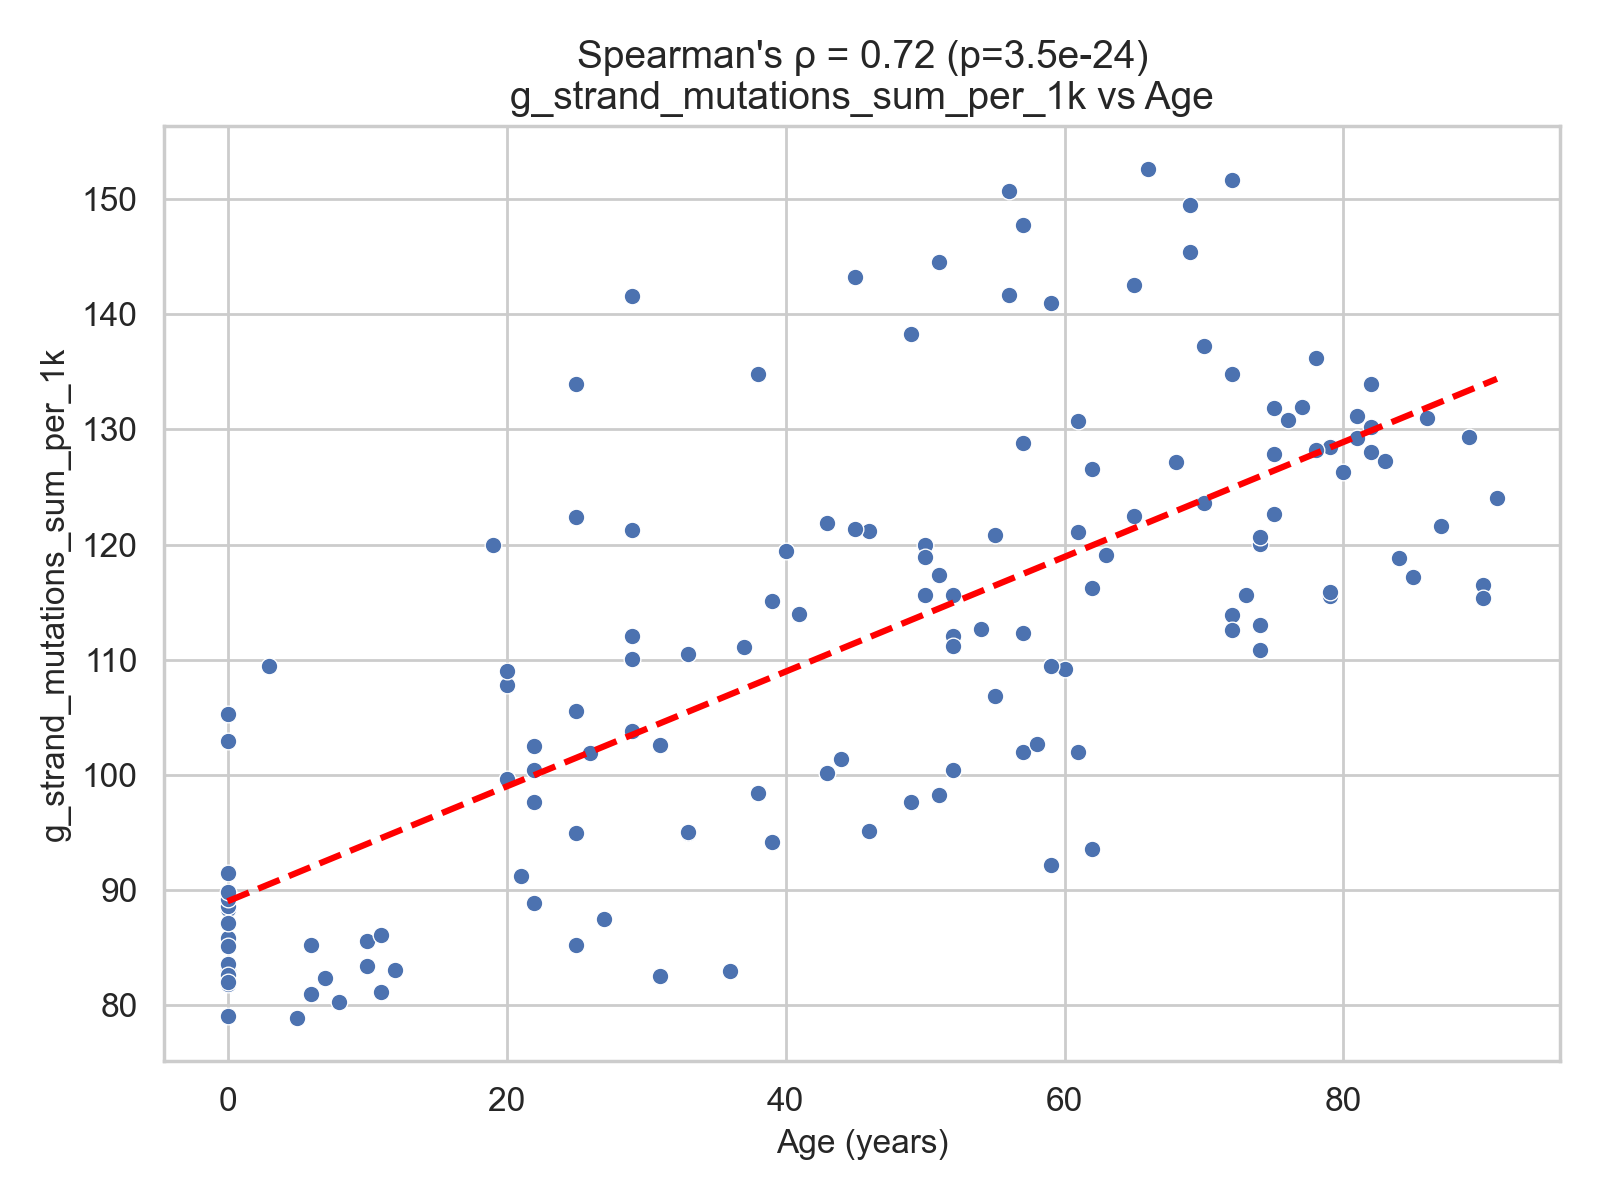 Spearman's ρ = 0.72 (p=3.5e-24)
g_strand_mutations_sum_per_1k vs Age
g_strand_mutations_sum_per_1k
150
140
130
120
110
100
90
80
0 20 40 60 80
Age (years)